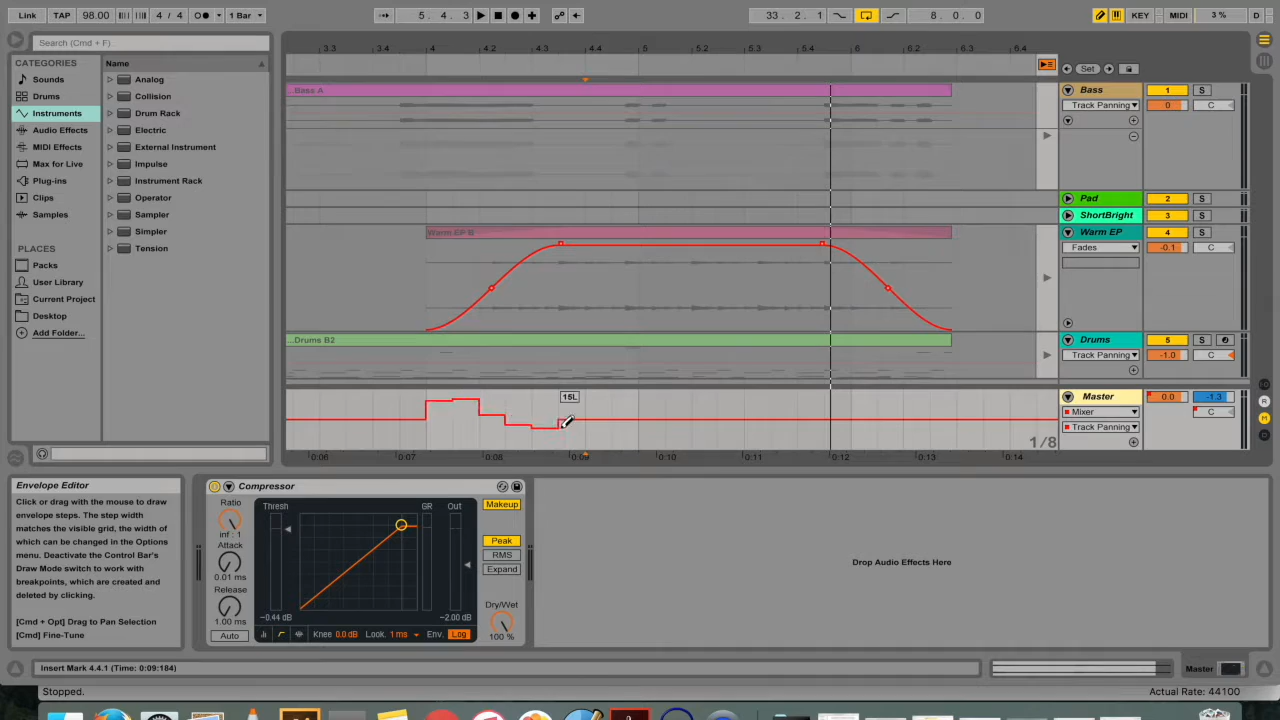 Link TAP 98.00 4 / 4 1 Bar 5 . 4 . 3 33 . 2 . 1 8 . 0 . 0 KEY MIDI 3 % D
Search (Cmd + F)
3.3 3.4 4 4.2 4.3 4.4 5 5.2 5.3 5.4 6 6.2 6.3 6.4
CATEGORIES
Sounds
Drums
Instruments
Audio Effects
MIDI Effects
Max for Live
Plug-ins
Clips
Samples
PLACES
Packs
User Library
Current Project
Desktop
Add Folder...
Name
Analog
Collision
Drum Rack
Electric
External Instrument
Impulse
Instrument Rack
Operator
Sampler
Simpler
Tension
Set
...Bass A
Bass 1 S
Track Panning 0 C
Pad 2 S
ShortBright 3 S
Warm EP B
Warm EP 4 S
Fades -0.1 C
...Drums B2
Drums 5 S
Track Panning -1.0 C
15L
Master 0.0 -1.3
Mixer C
Track Panning
1/8
0:06 0:07 0:08 0:09 0:10 0:11 0:12 0:13 0:14
R
M
D
Envelope Editor
Click or drag with the mouse to draw
envelope steps. The step width
matches the visible grid, the width of
which can be changed in the Options
menu. Deactivate the Control Bar's
Draw Mode switch to work with
breakpoints, which are created and
deleted by clicking.
[Cmd + Opt] Drag to Pan Selection
[Cmd] Fine-Tune
Compressor
Ratio
inf : 1
Attack
0.01 ms
Release
1.00 ms
Auto
Thresh GR Out
-0.44 dB -2.00 dB
Knee 0.0 dB Look. 1 ms Env. Log
Makeup
Peak
RMS
Expand
Dry/Wet
100 %
Drop Audio Effects Here
Insert Mark 4.4.1 (Time: 0:09:184)
Master
Stopped. Actual Rate: 44100